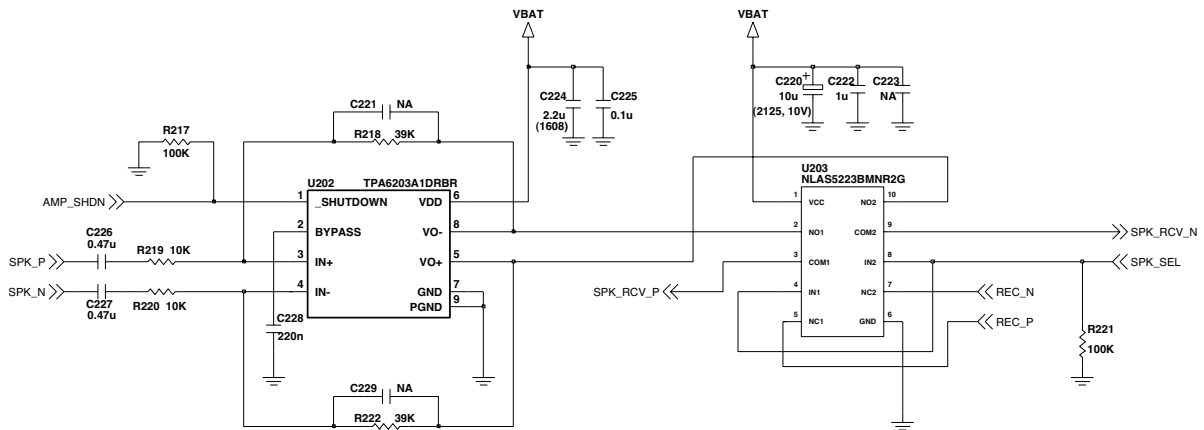 VBAT
VBAT
C221 NA
R218 39K
R217
100K
C224
2.2u
(1608)
C225
0.1u
C220
10u
(2125, 10V)
+
C222
1u
C223
NA
U202 TPA6203A1DRBR
AMP_SHDN
1 _SHUTDOWN VDD 6
2 BYPASS VO- 8
3 IN+ VO+ 5
4 IN- GND 7
PGND 9
C226
0.47u
R219 10K
SPK_P
SPK_N
C227
0.47u
R220 10K
C228
220n
C229 NA
R222 39K
U203
NLAS5223BMNR2G
1 VCC NO2 10
2 NO1 COM2 9
3 COM1 IN2 8
4 IN1 NC2 7
5 NC1 GND 6
SPK_RCV_P
SPK_RCV_N
SPK_SEL
REC_N
REC_P
R221
100K